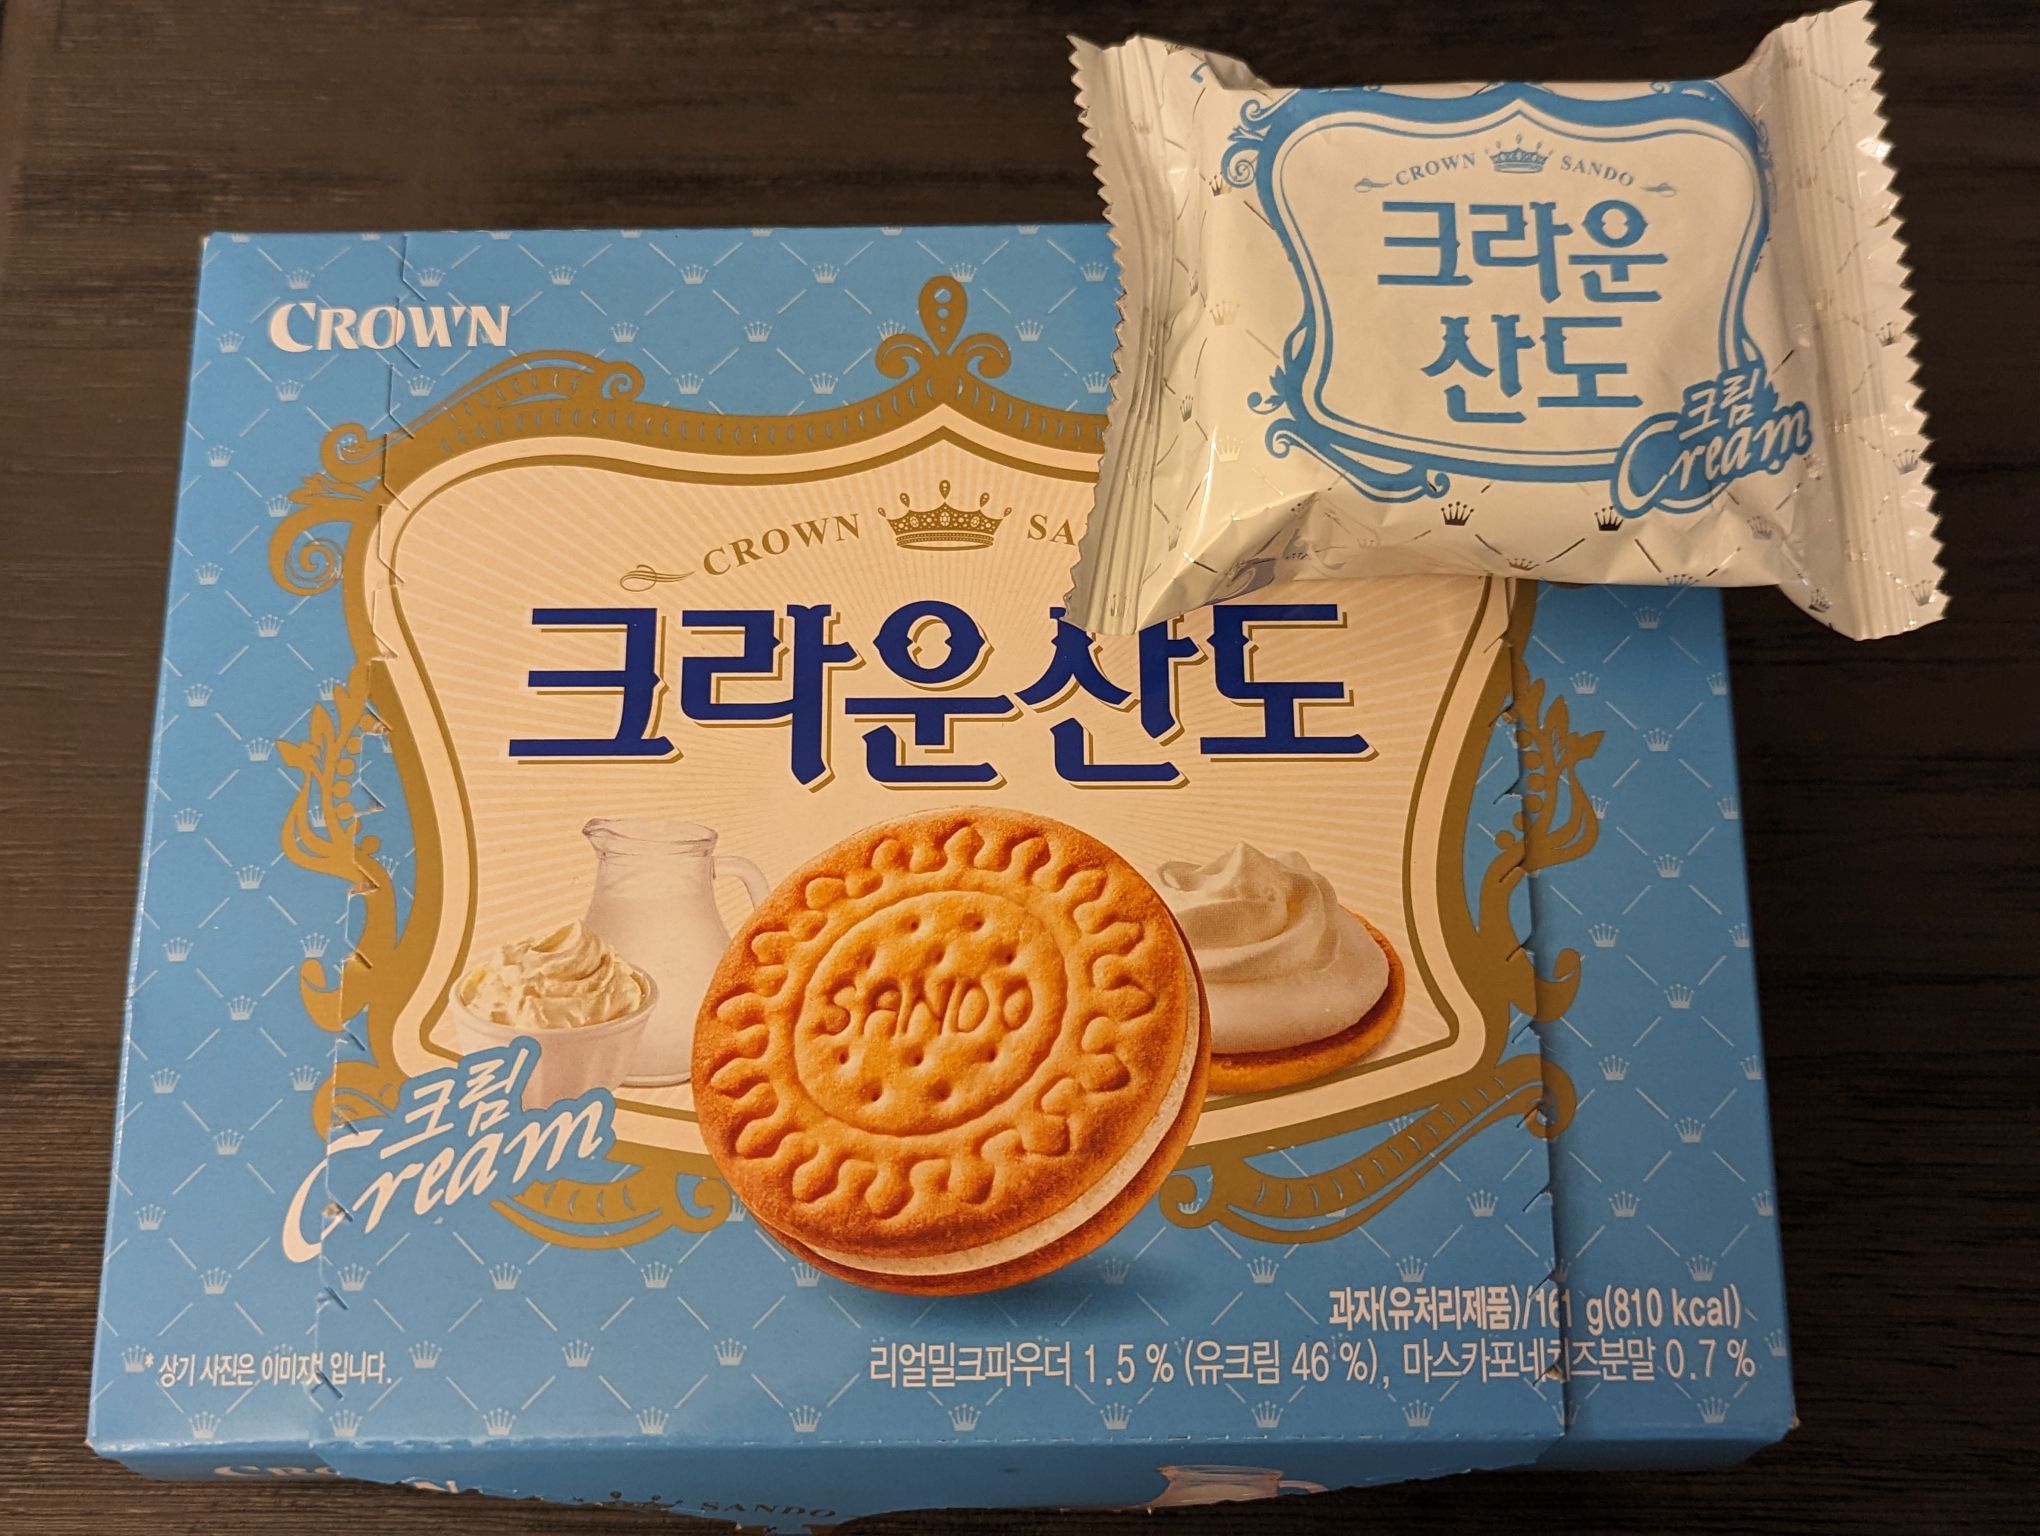 CROWN
CROWN SANDO
크라운
산도
크림
Cream
CROWN SA
크라운산도
SANDO
크림
Cream
과자(유처리제품)/161 g(810 kcal)
리얼밀크파우더 1.5 % (유크림 46 %), 마스카포네치즈분말 0.7 %
* 상기 사진은 이미지컷 입니다.
SANDO